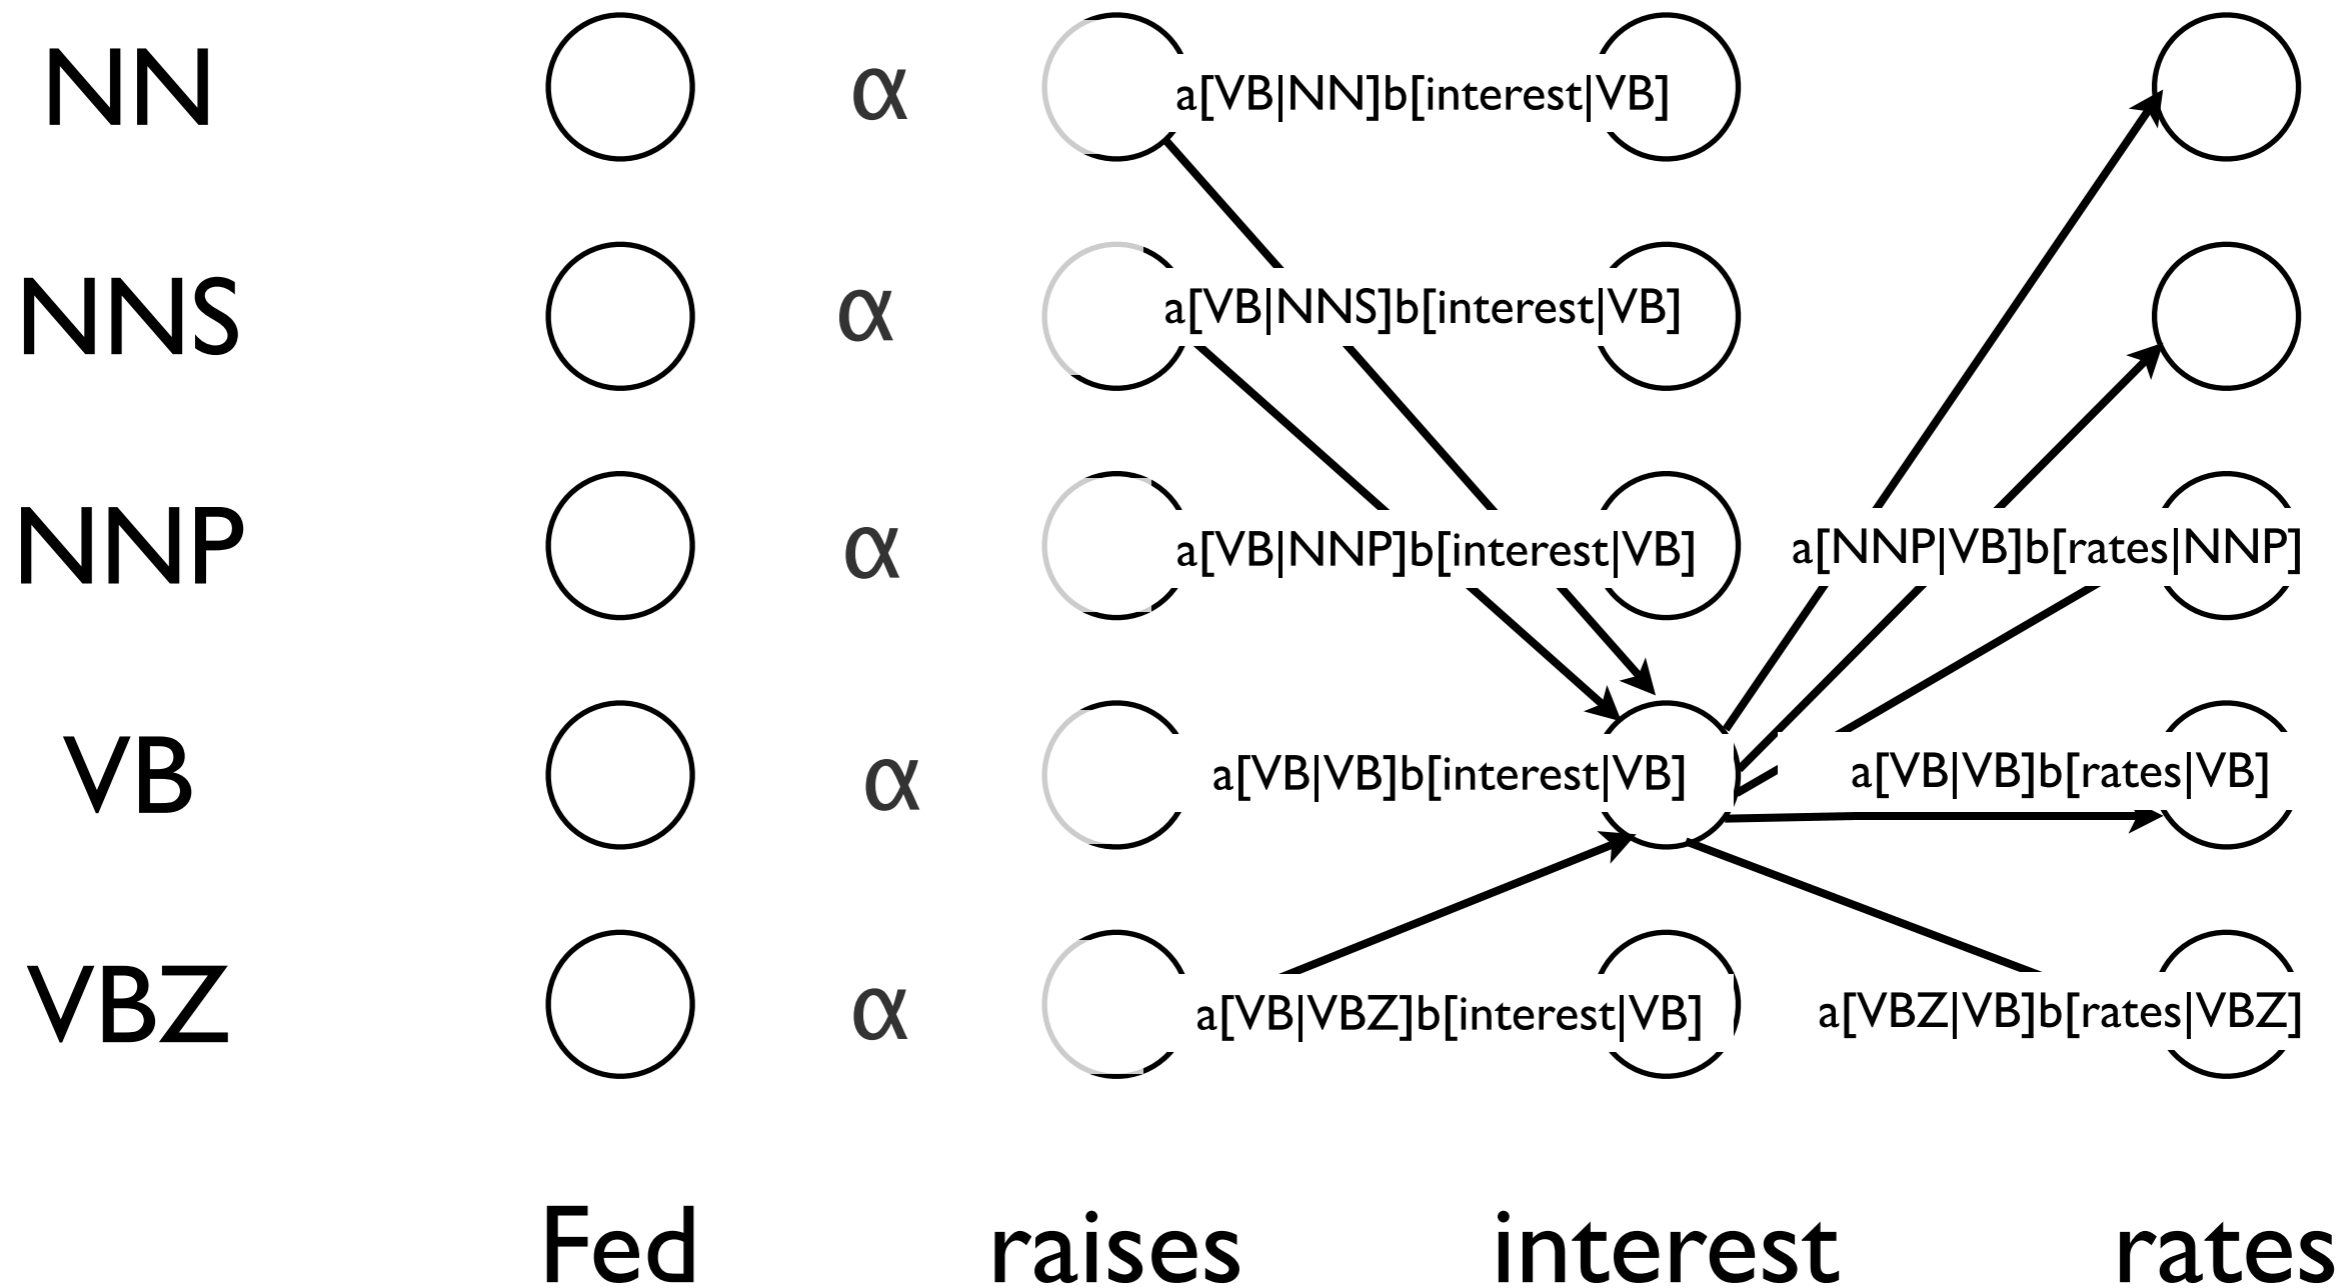 NN α a[VB|NN]b[interest|VB]
NNS α a[VB|NNS]b[interest|VB]
NNP α a[VB|NNP]b[interest|VB] a[NNP|VB]b[rates|NNP]
VB α a[VB|VB]b[interest|VB] a[VB|VB]b[rates|VB]
VBZ α a[VB|VBZ]b[interest|VB] a[VBZ|VB]b[rates|VBZ]
Fed raises interest rates